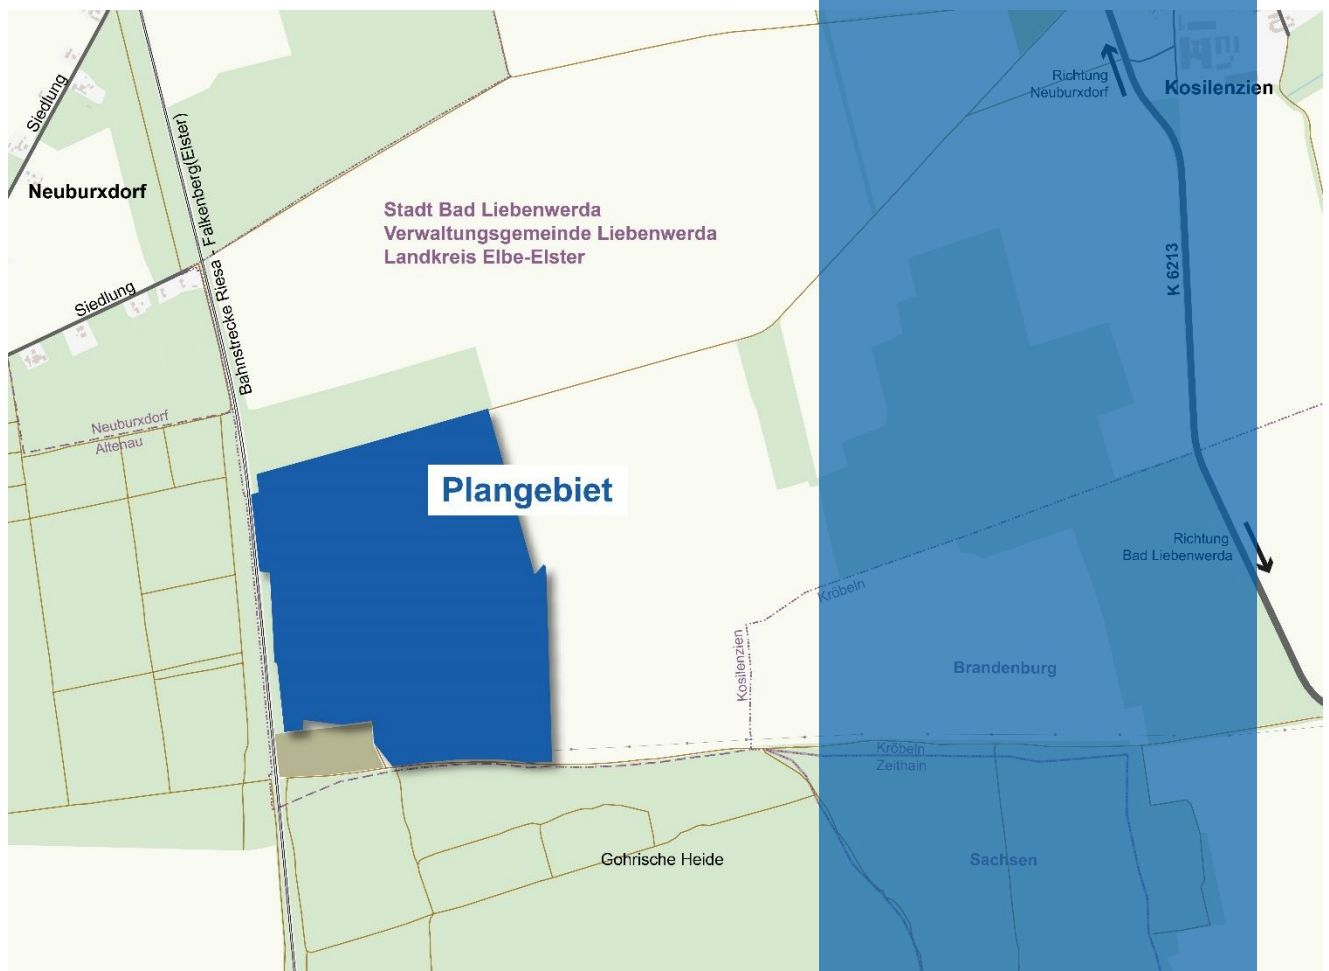 Siedlung
Neuburxdorf
Siedlung
Bahnstrecke Riesa - Falkenberg(Elster)
Stadt Bad Liebenwerda
Verwaltungsgemeinde Liebenwerda
Landkreis Elbe-Elster
Richtung
Neuburxdorf
Kosilenzien
K 6213
Neuburxdorf
Altenau
Plangebiet
Richtung
Bad Liebenwerda
Kröbeln
Kosilenzien
Brandenburg
Kröbeln
Zeithain
Gohrische Heide
Sachsen